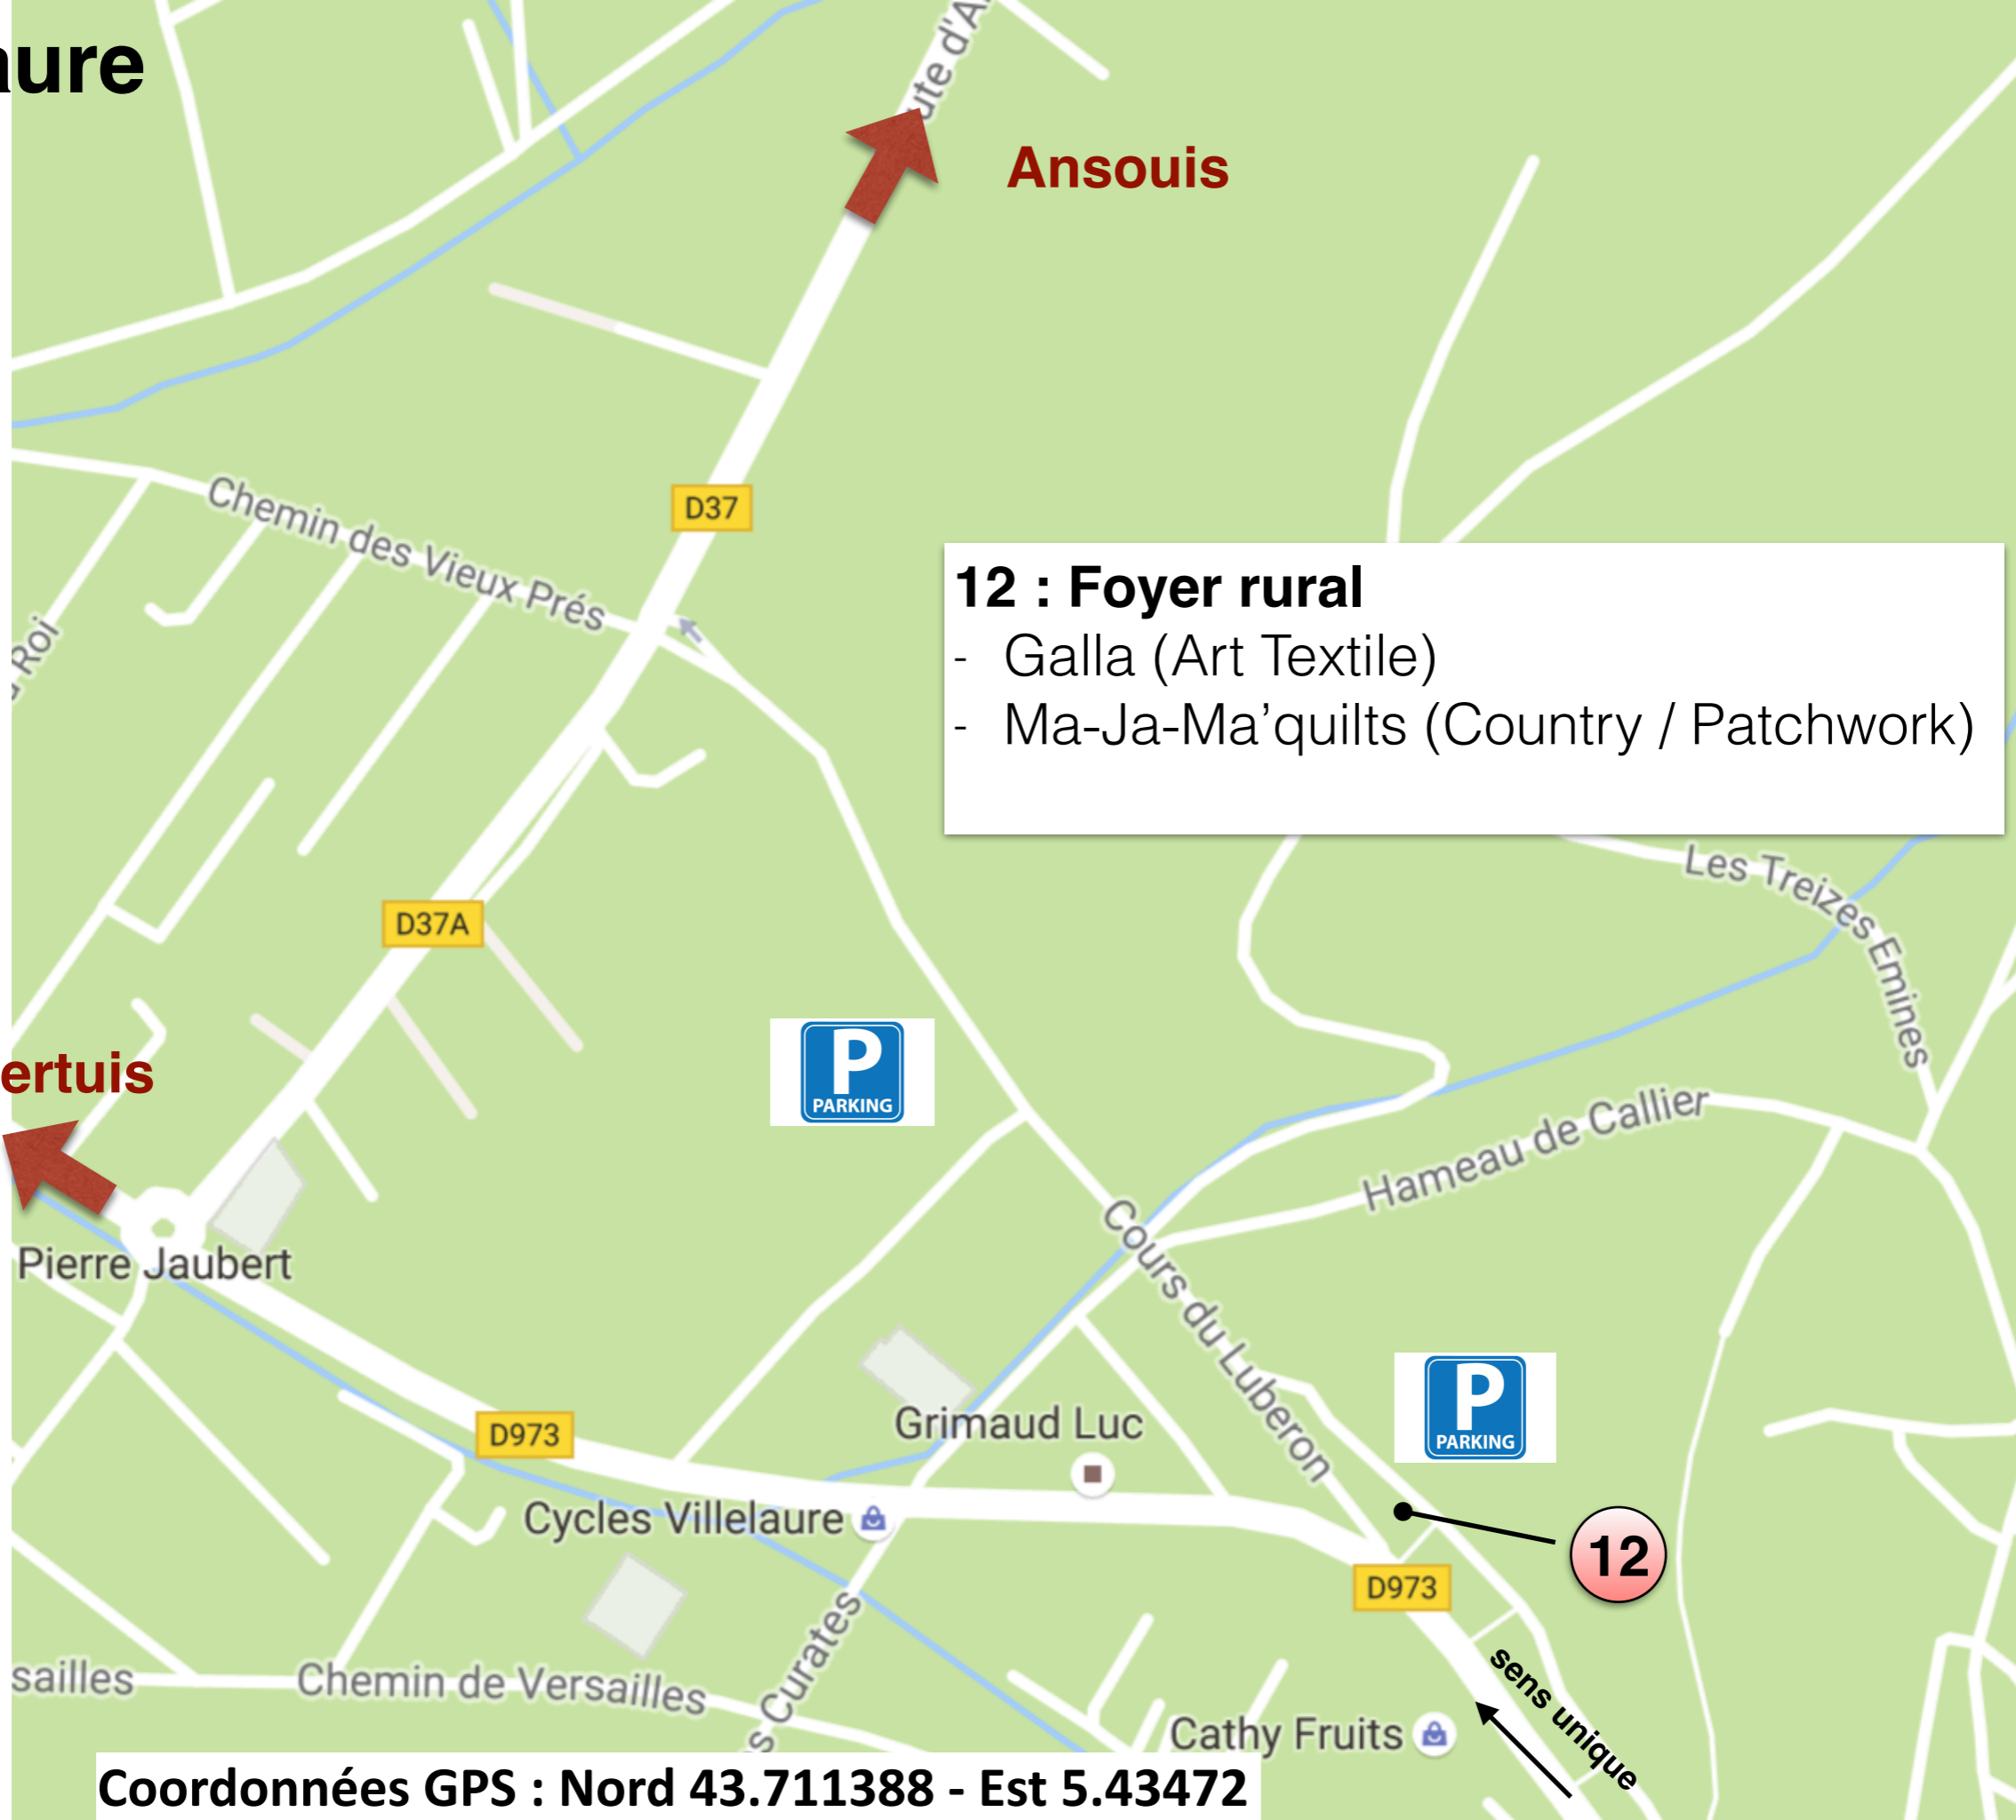 aure
ute d'A
Ansouis
D37
Chemin des Vieux Prés
12 : Foyer rural
- Galla (Art Textile)
- Ma-Ja-Ma’quilts (Country / Patchwork)
Roi
Les Treizes Emines
D37A
P
PARKING
ertuis
Hameau de Callier
Pierre Jaubert
Cours du Luberon
P
PARKING
D973
Grimaud Luc
Cycles Villelaure
12
D973
sailles
Chemin de Versailles
s Curates
sens unique
Cathy Fruits
Coordonnées GPS : Nord 43.711388 - Est 5.43472